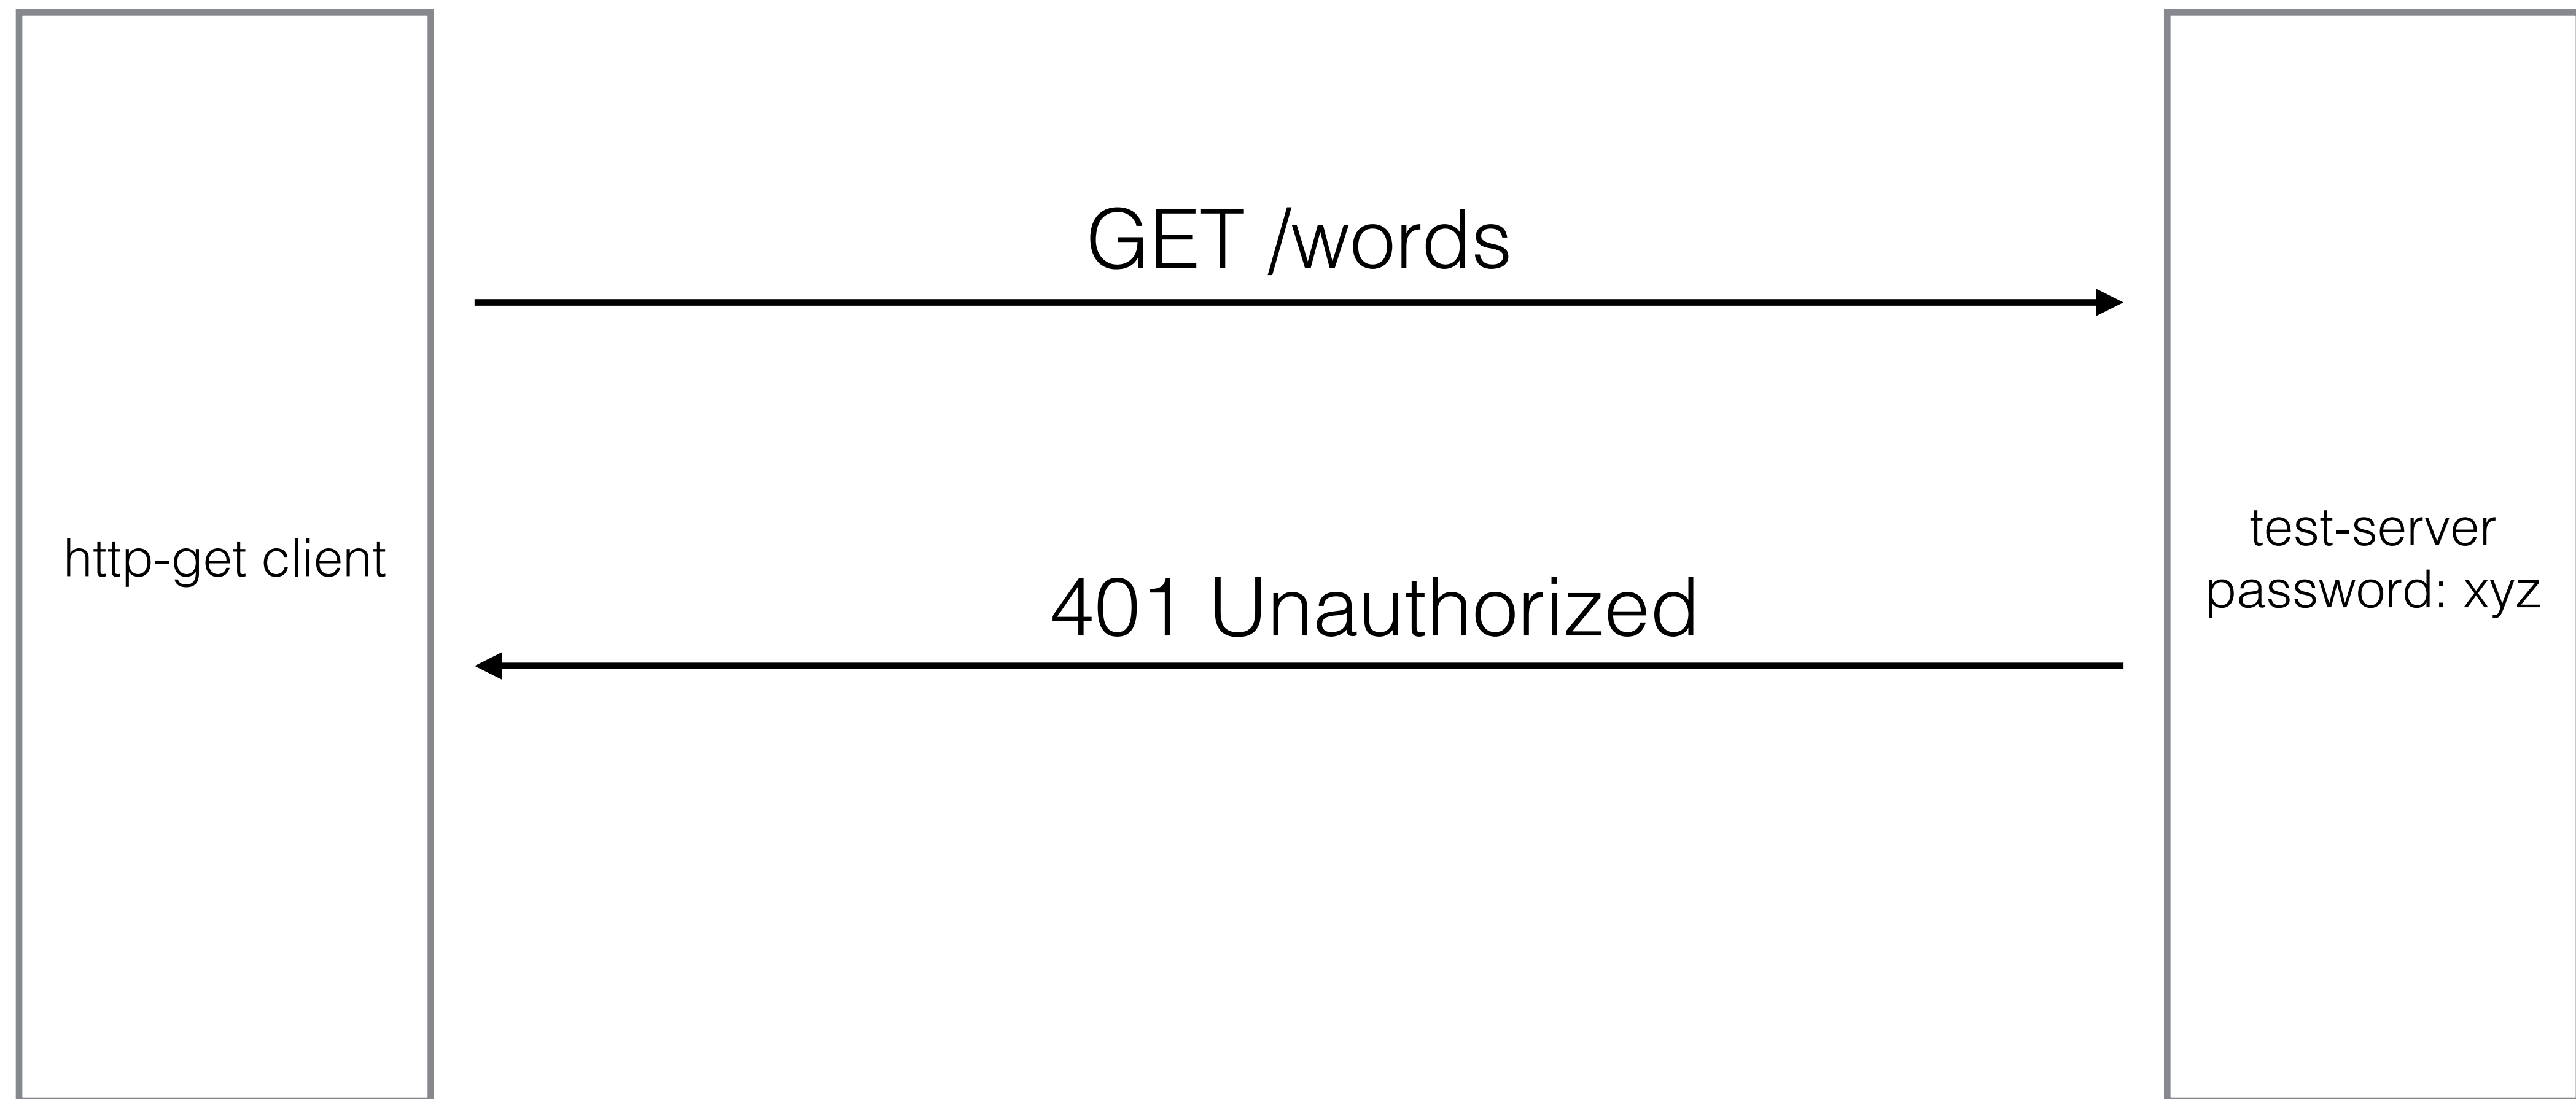 GET /words
http-get client
test-server
password: xyz
401 Unauthorized